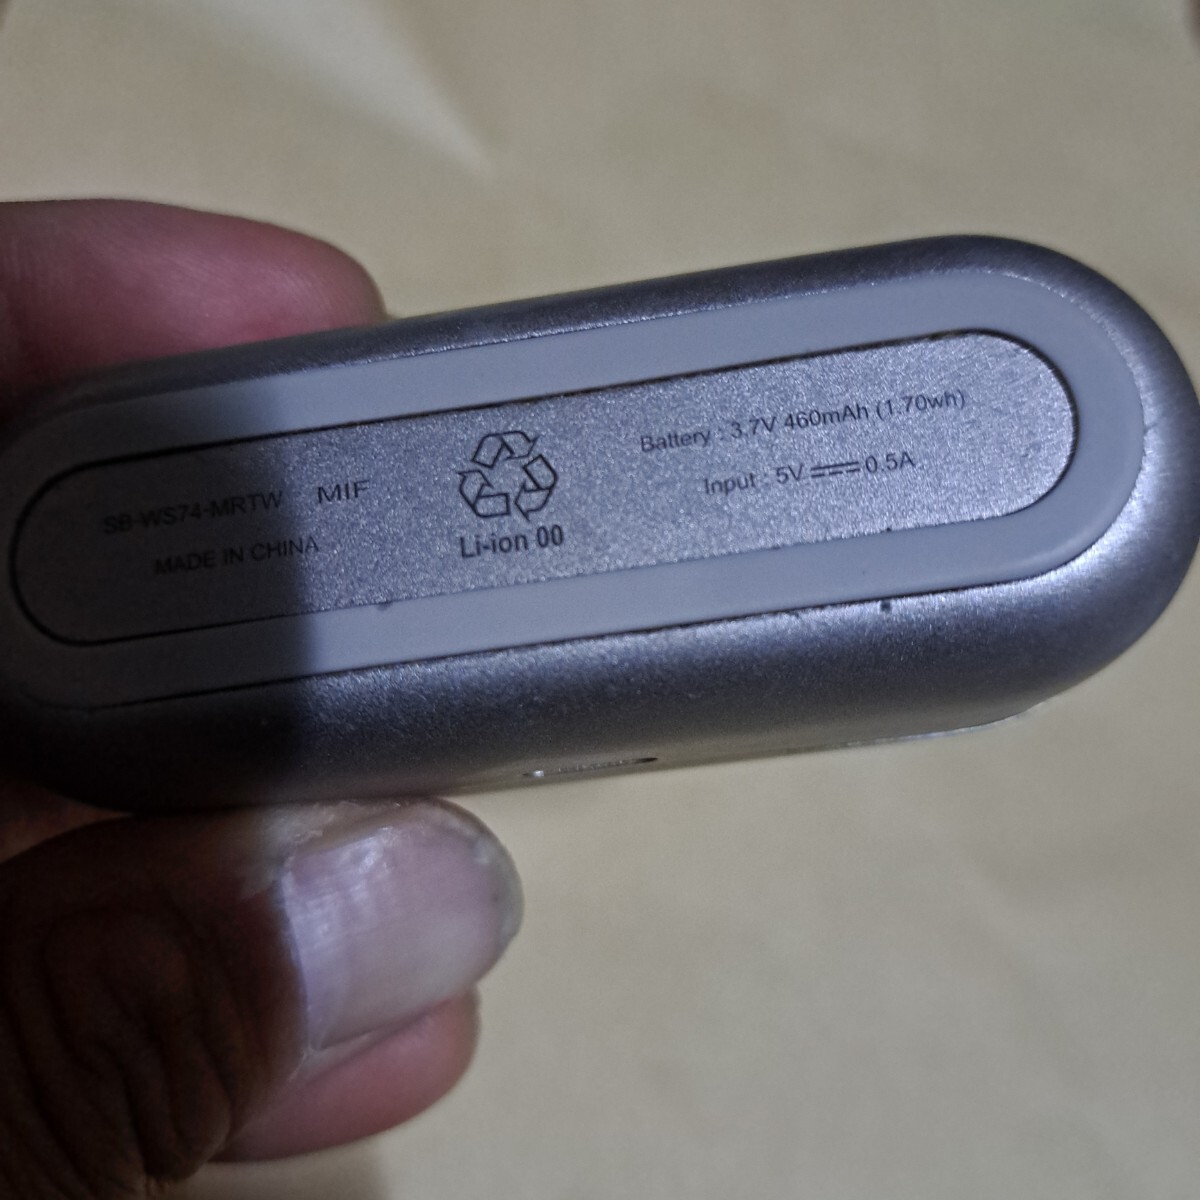 SB-WS74-MRTW MIF
MADE IN CHINA
Li-ion 00
Battery : 3.7V 460mAh (1.70wh)
Input : 5V 0.5A